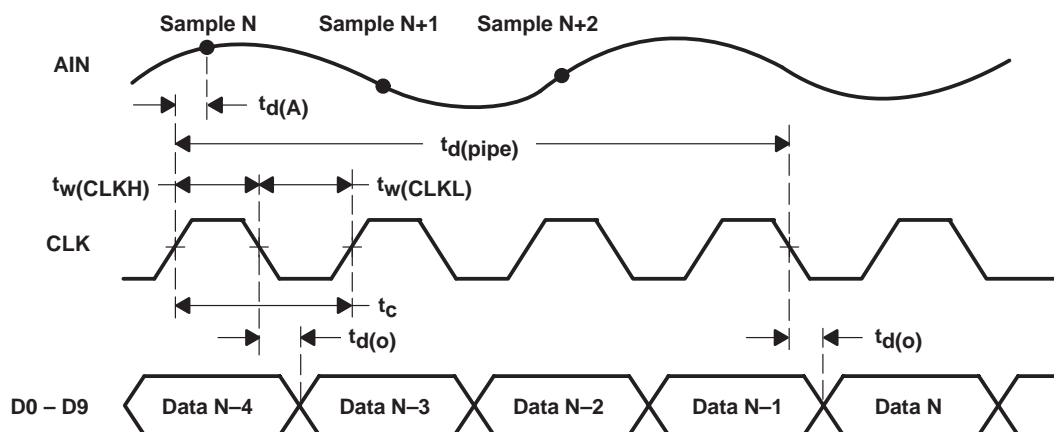 Sample N Sample N+1 Sample N+2
AIN
td(A)
td(pipe)
tw(CLKH) tw(CLKL)
CLK
tc
td(o) td(o)
D0 – D9 Data N–4 Data N–3 Data N–2 Data N–1 Data N